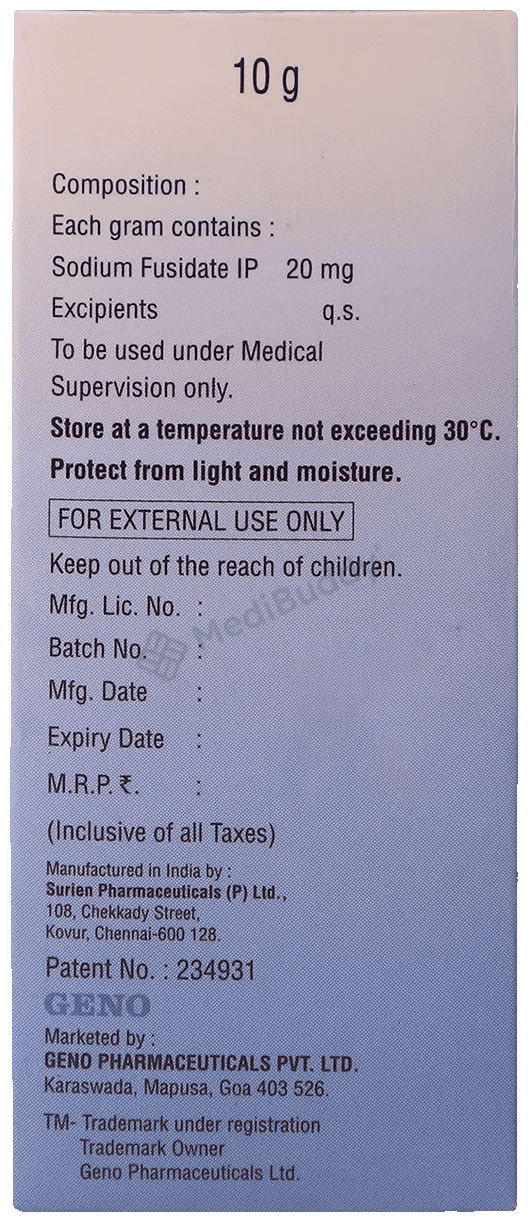 10 g
Composition :
Each gram contains :
Sodium Fusidate IP 20 mg
Excipients q.s.
To be used under Medical
Supervision only.
Store at a temperature not exceeding 30°C.
Protect from light and moisture.
FOR EXTERNAL USE ONLY
Keep out of the reach of children.
MediBuddy
Mfg. Lic. No. :
Batch No. :
Mfg. Date :
Expiry Date :
M.R.P. ₹. :
(Inclusive of all Taxes)
Manufactured in India by :
Surien Pharmaceuticals (P) Ltd.,
108, Chekkady Street,
Kovur, Chennai-600 128.
Patent No. : 234931
GENO
Marketed by :
GENO PHARMACEUTICALS PVT. LTD.
Karaswada, Mapusa, Goa 403 526.
TM- Trademark under registration
Trademark Owner
Geno Pharmaceuticals Ltd.